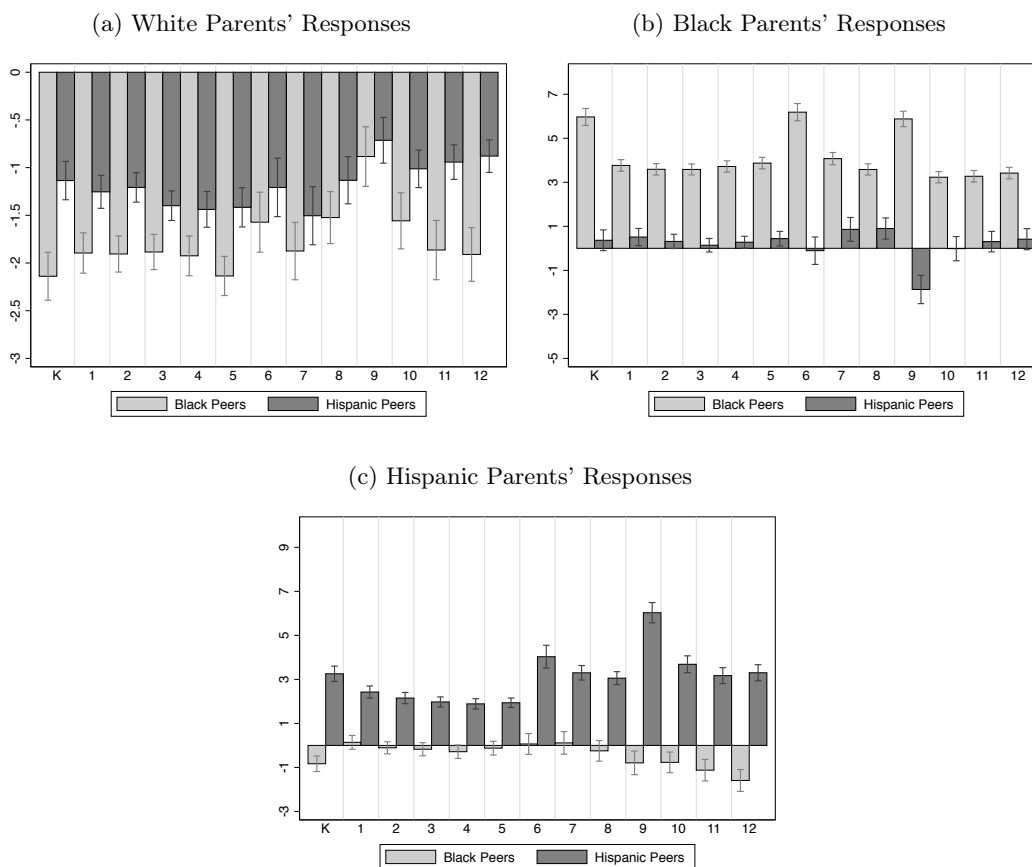 (a) White Parents' Responses
0
-.5
-1
-1.5
-2
-2.5
-3
K 1 2 3 4 5 6 7 8 9 10 11 12
Black Peers Hispanic Peers
(b) Black Parents' Responses
7
5
3
1
-1
-3
-5
K 1 2 3 4 5 6 7 8 9 10 11 12
Black Peers Hispanic Peers
(c) Hispanic Parents' Responses
9
7
5
3
1
-1
-3
K 1 2 3 4 5 6 7 8 9 10 11 12
Black Peers Hispanic Peers